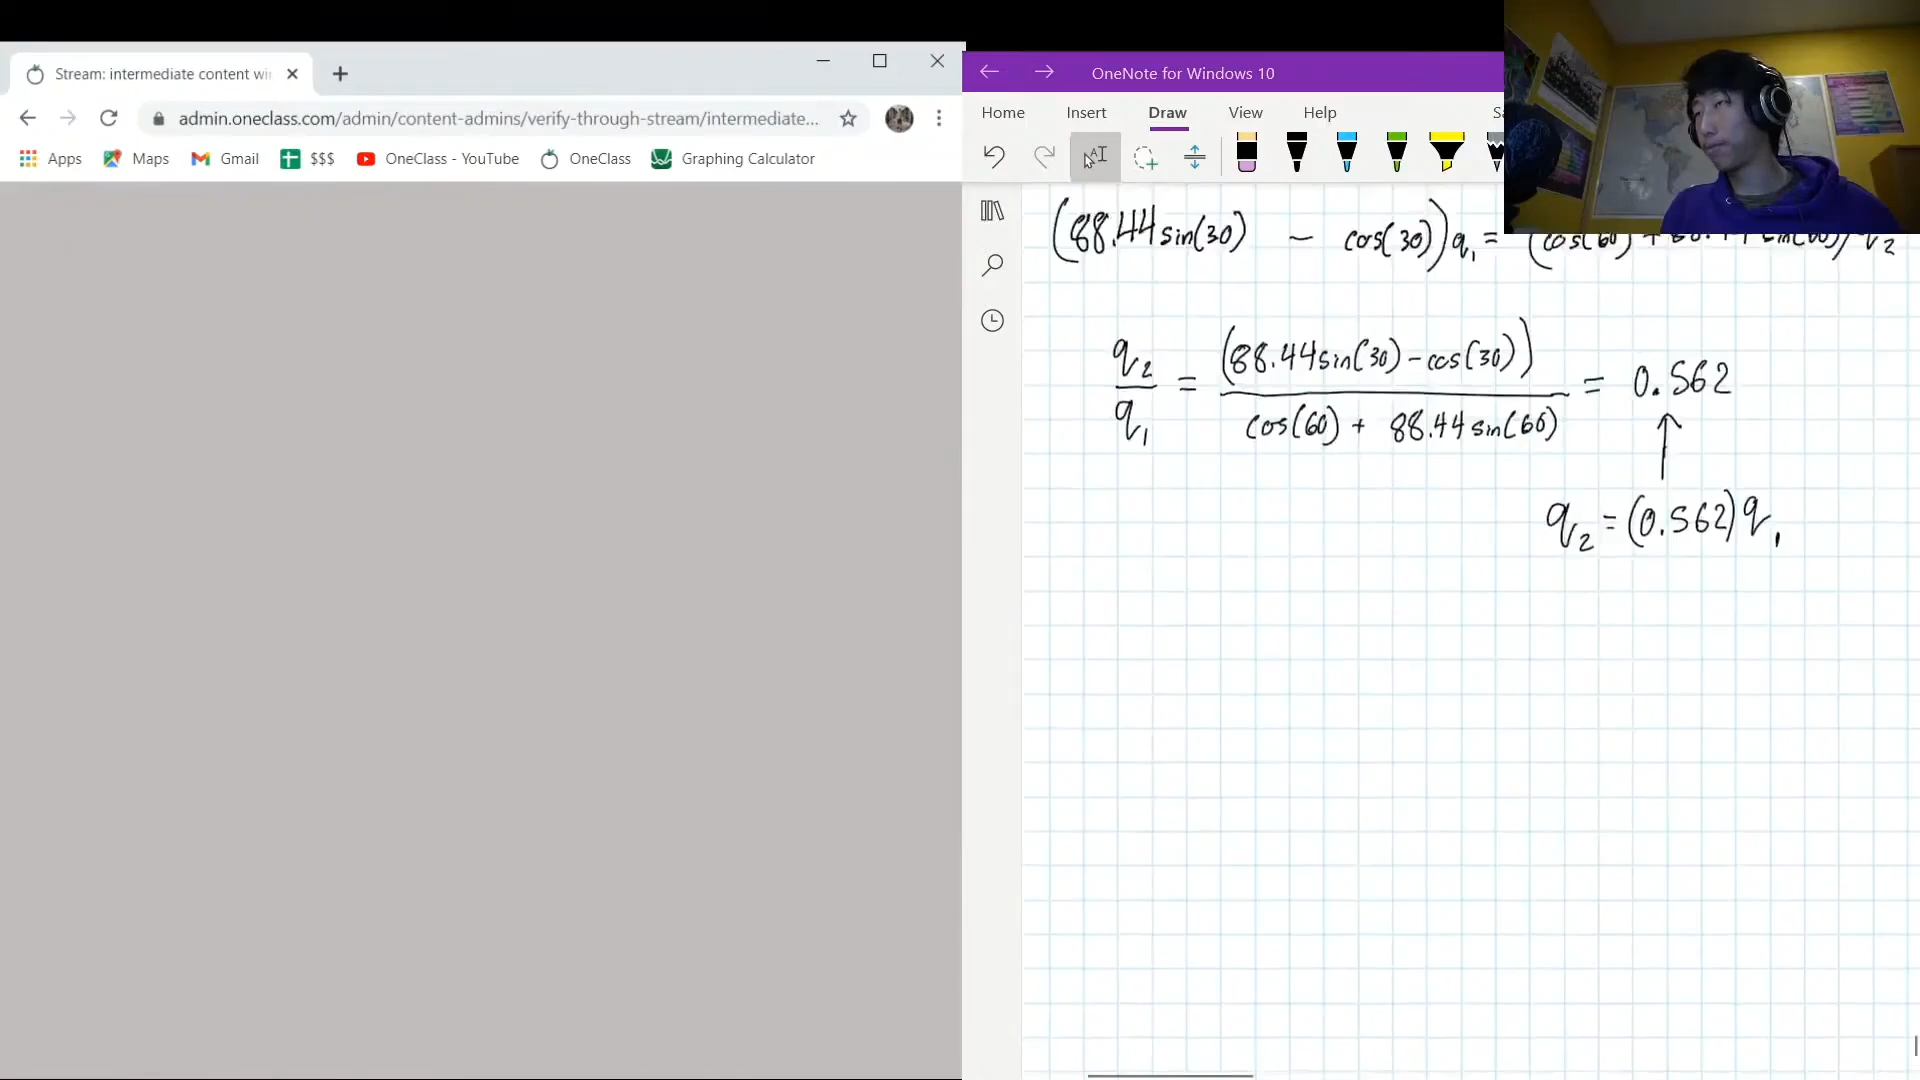 Stream: intermediate content wi
admin.oneclass.com/admin/content-admins/verify-through-stream/intermediate...
Apps Maps Gmail $$$ OneClass - YouTube OneClass Graphing Calculator
OneNote for Windows 10
Home Insert Draw View Help
(88.44 sin(30) - cos(30)) q₁ =
q₂/q₁ = (88.44 sin(30) - cos(30)) / cos(60) + 88.44 sin(60) = 0.562
q₂ = (0.562) q₁